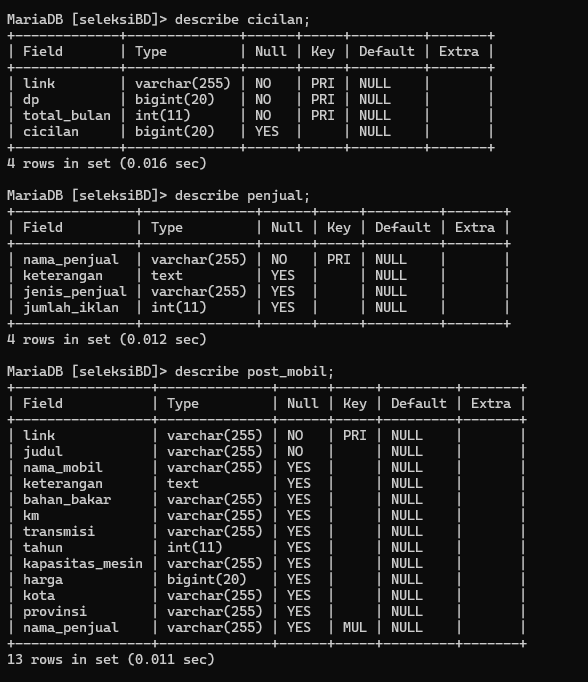 MariaDB [seleksiBD]> describe cicilan;
+-------------+--------------+------+-----+---------+-------+
| Field       | Type         | Null | Key | Default | Extra |
+-------------+--------------+------+-----+---------+-------+
| link        | varchar(255) | NO   | PRI | NULL    |       |
| dp          | bigint(20)   | NO   | PRI | NULL    |       |
| total_bulan | int(11)      | NO   | PRI | NULL    |       |
| cicilan     | bigint(20)   | YES  |     | NULL    |       |
+-------------+--------------+------+-----+---------+-------+
4 rows in set (0.016 sec)

MariaDB [seleksiBD]> describe penjual;
+---------------+--------------+------+-----+---------+-------+
| Field         | Type         | Null | Key | Default | Extra |
+---------------+--------------+------+-----+---------+-------+
| nama_penjual  | varchar(255) | NO   | PRI | NULL    |       |
| keterangan    | text         | YES  |     | NULL    |       |
| jenis_penjual | varchar(255) | YES  |     | NULL    |       |
| jumlah_iklan  | int(11)      | YES  |     | NULL    |       |
+---------------+--------------+------+-----+---------+-------+
4 rows in set (0.012 sec)

MariaDB [seleksiBD]> describe post_mobil;
+-----------------+--------------+------+-----+---------+-------+
| Field           | Type         | Null | Key | Default | Extra |
+-----------------+--------------+------+-----+---------+-------+
| link            | varchar(255) | NO   | PRI | NULL    |       |
| judul           | varchar(255) | NO   |     | NULL    |       |
| nama_mobil      | varchar(255) | YES  |     | NULL    |       |
| keterangan      | text         | YES  |     | NULL    |       |
| bahan_bakar     | varchar(255) | YES  |     | NULL    |       |
| km              | varchar(255) | YES  |     | NULL    |       |
| transmisi       | varchar(255) | YES  |     | NULL    |       |
| tahun           | int(11)      | YES  |     | NULL    |       |
| kapasitas_mesin | varchar(255) | YES  |     | NULL    |       |
| harga           | bigint(20)   | YES  |     | NULL    |       |
| kota            | varchar(255) | YES  |     | NULL    |       |
| provinsi        | varchar(255) | YES  |     | NULL    |       |
| nama_penjual    | varchar(255) | YES  | MUL | NULL    |       |
+-----------------+--------------+------+-----+---------+-------+
13 rows in set (0.011 sec)